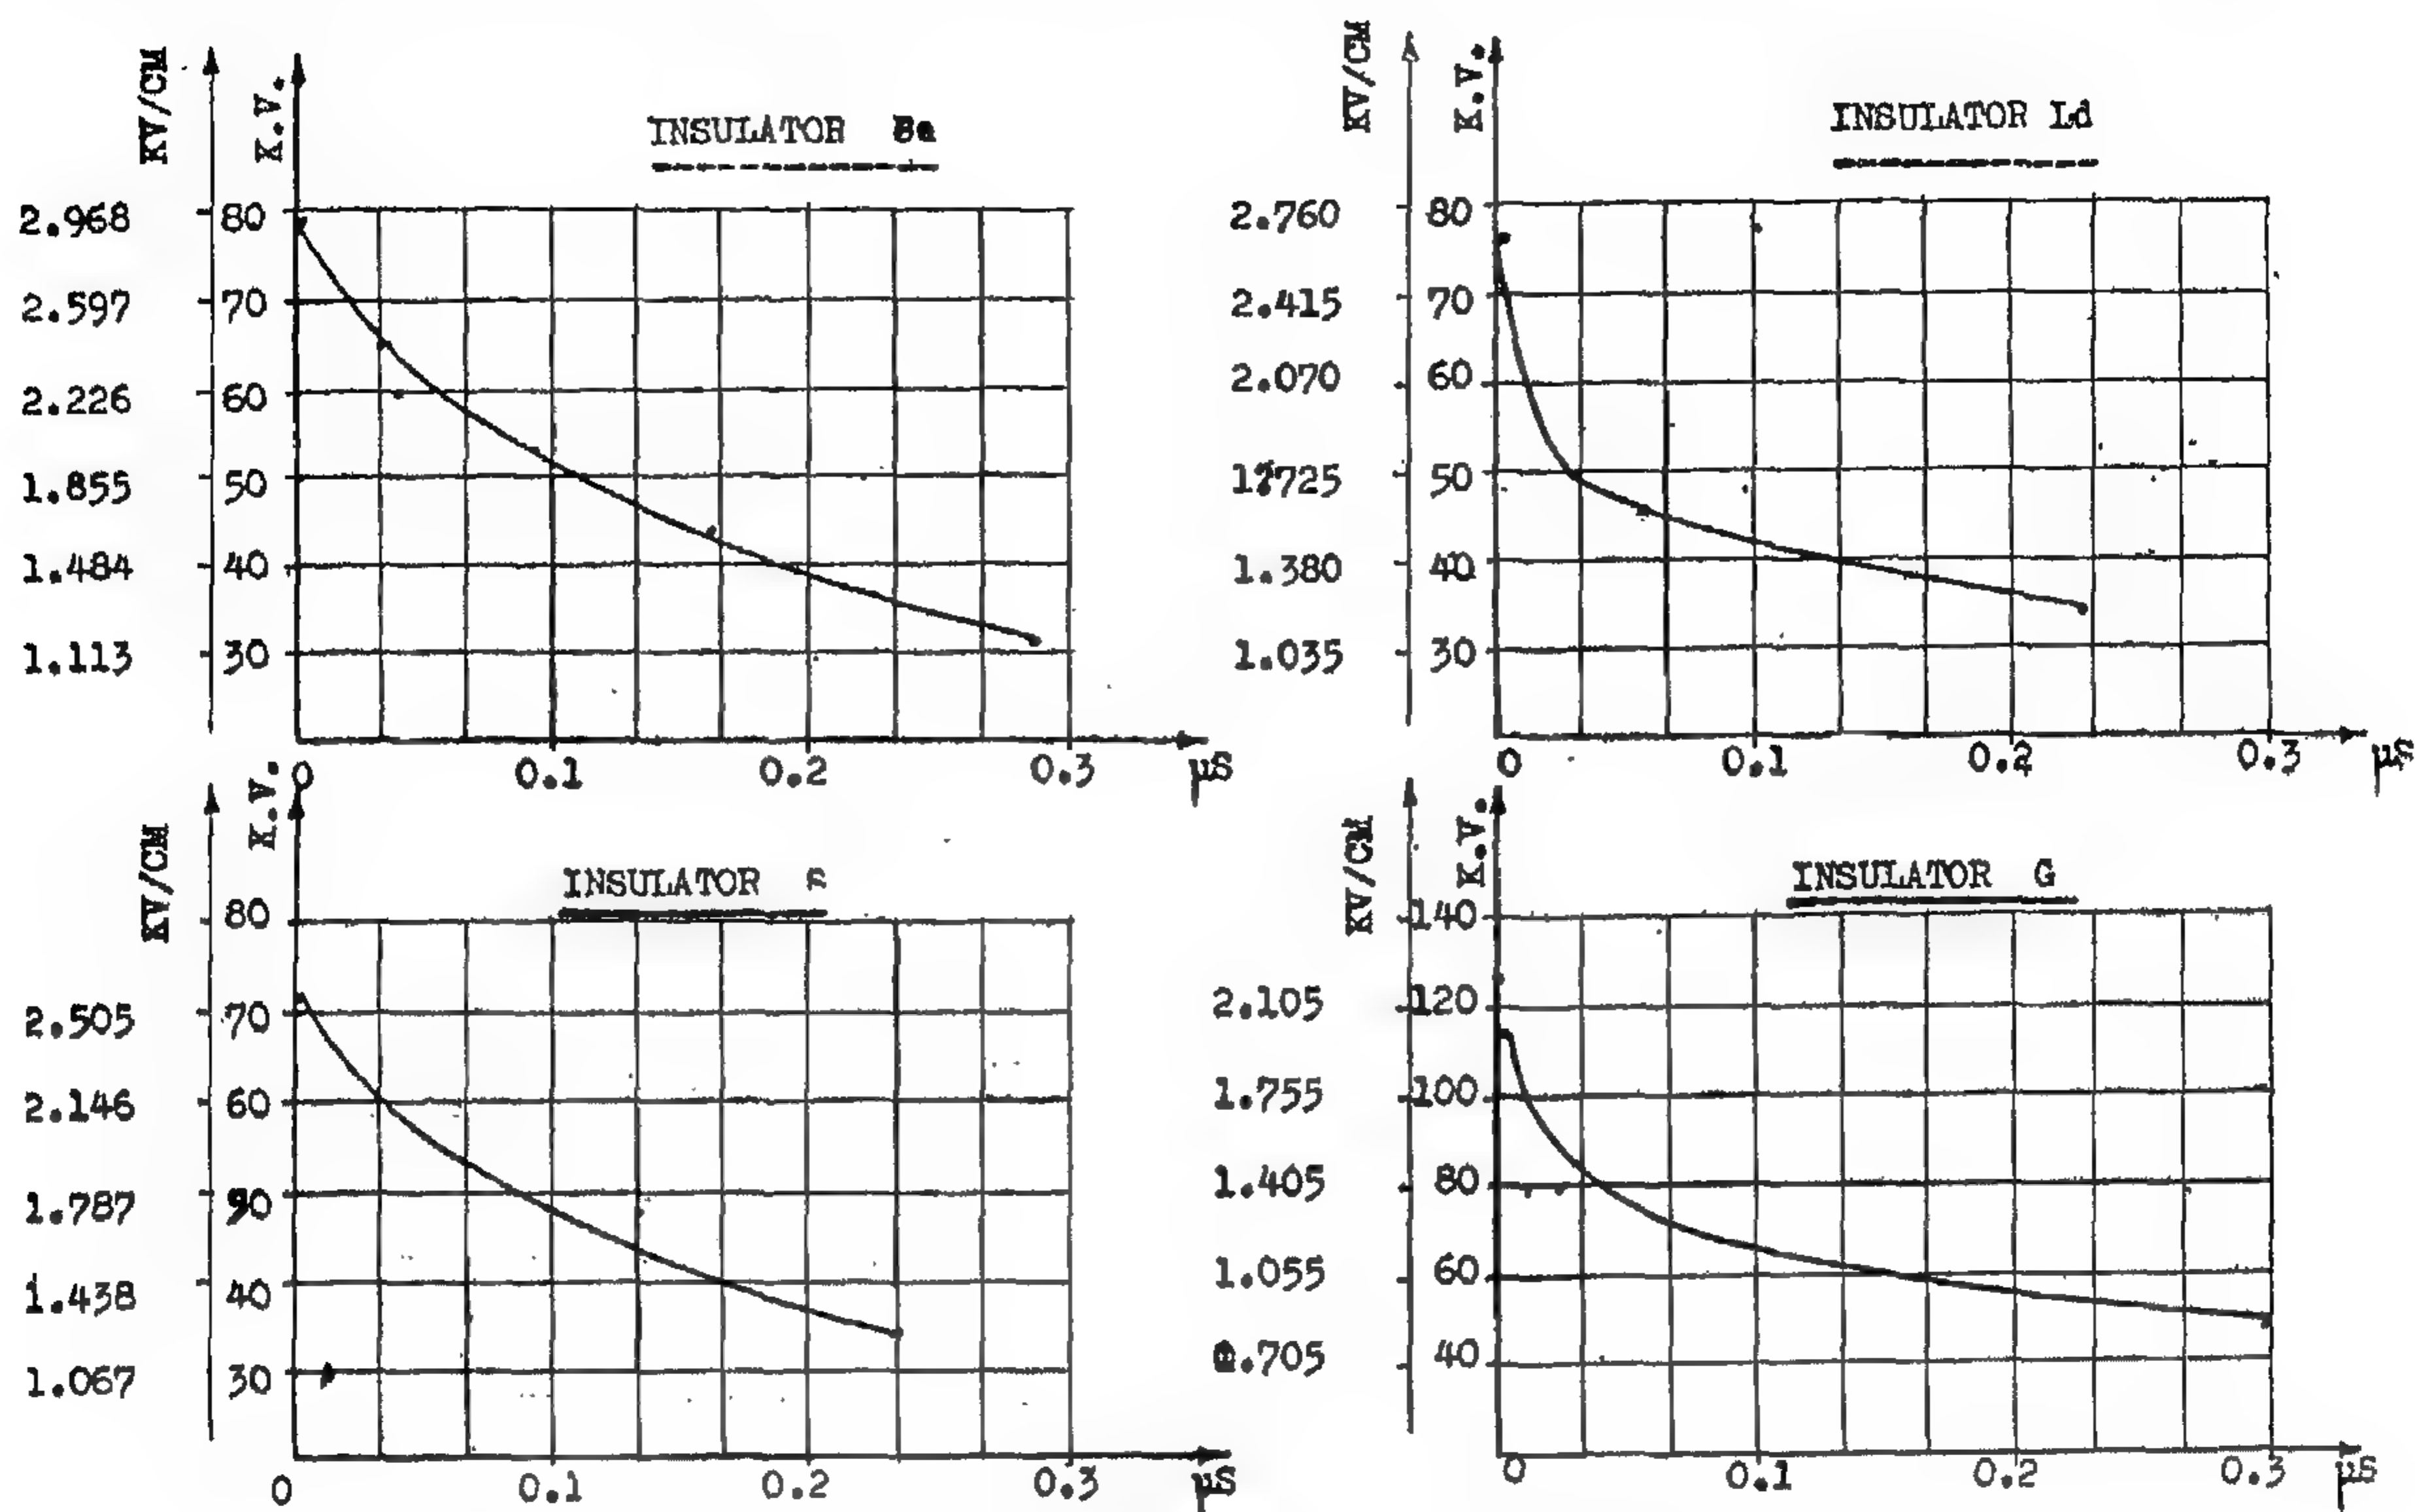 KV/CM
K.V.
INSULATOR
2.968 80
2.597 70
2.226 60
1.855 50
1.484 40
1.113 30
0 0.1 0.2 0.3 µS
KV/CM
K.V.
INSULATOR Ld
2.760 80
2.415 70
2.070 60
1.725 50
1.380 40
1.035 30
0 0.1 0.2 0.3 µS
KV/CM
K.V.
INSULATOR S
80
2.505 70
2.146 60
1.787 50
1.438 40
1.067 30
0 0.1 0.2 0.3 µS
KV/CM
K.V.
INSULATOR G
140
2.105 120
1.755 100
1.405 80
1.055 60
0.705 40
0 0.1 0.2 0.3 µS